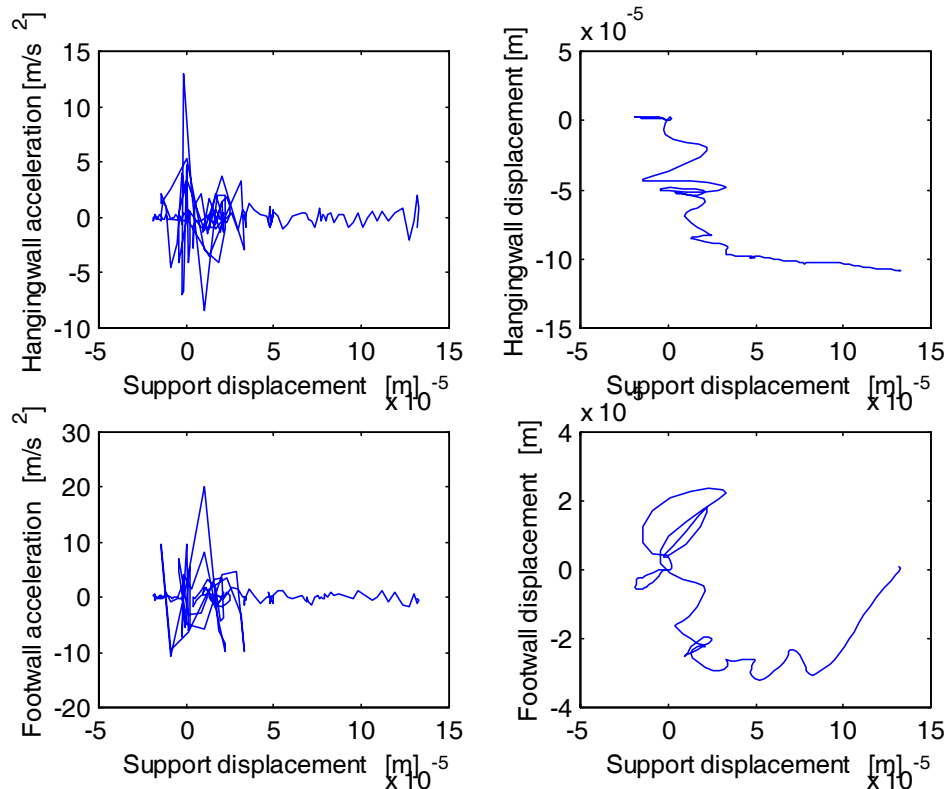 Hangingwall acceleration [m/s 2]
15
10
5
0
-5
-10
-5 0 5 10 15
Support displacement [m]
x 10 -5
x 10 -5
Hangingwall displacement [m]
5
0
-5
-10
-15
-5 0 5 10 15
Support displacement [m]
x 10 -5
Footwall acceleration [m/s 2]
30
20
10
0
-10
-20
-5 0 5 10 15
Support displacement [m]
x 10 -5
x 10 -5
Footwall displacement [m]
4
2
0
-2
-4
-5 0 5 10 15
Support displacement [m]
x 10 -5